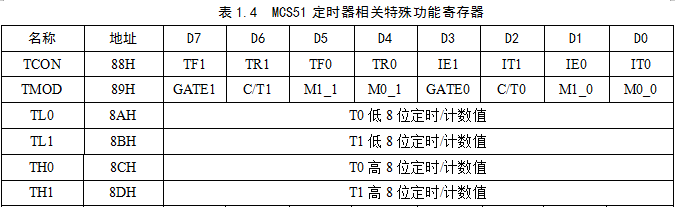 表 1.4 MCS51 定时器相关特殊功能寄存器
名称 地址 D7 D6 D5 D4 D3 D2 D1 D0
TCON 88H TF1 TR1 TF0 TR0 IE1 IT1 IE0 IT0
TMOD 89H GATE1 C/T1 M1_1 M0_1 GATE0 C/T0 M1_0 M0_0
TL0 8AH T0 低 8 位定时/计数值
TL1 8BH T1 低 8 位定时/计数值
TH0 8CH T0 高 8 位定时/计数值
TH1 8DH T1 高 8 位定时/计数值